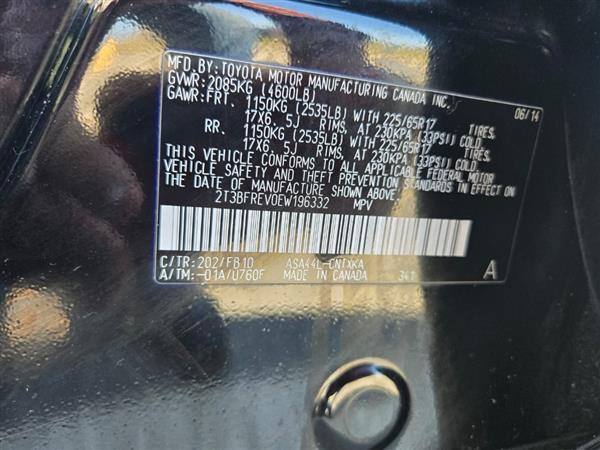 MFD. BY: TOYOTA MOTOR MANUFACTURING CANADA INC. 06/14
GVWR: 2085KG (4600LB)
GAWR: FRT. 1150KG (2535LB) WITH 225/65R17 TIRES,
17X6.5J RIMS, AT 230KPA (33PSI) COLD
RR. 1150KG (2535LB) WITH 225/65R17 TIRES,
17X6.5J RIMS, AT 230KPA (33PSI) COLD
THIS VEHICLE CONFORMS TO ALL APPLICABLE FEDERAL MOTOR
VEHICLE SAFETY AND THEFT PREVENTION STANDARDS IN EFFECT ON
THE DATE OF MANUFACTURE SHOWN ABOVE.
2T3BFREV0EW196332 MPV
C/TR: 202/FB10 ASA44L-CNTXKA
A/TM: -01A/U760F MADE IN CANADA 341 A